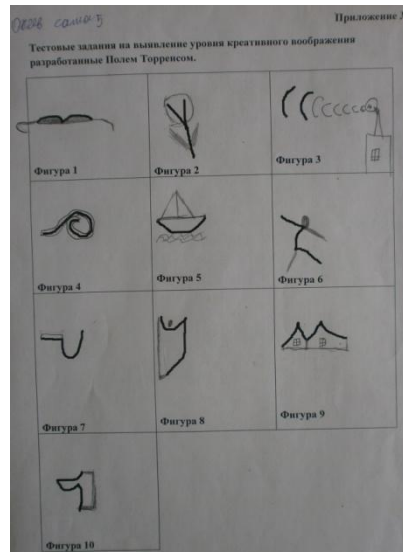 Приложение
Тестовые задания на выявление уровня креативного воображения
разработанные Полем Торренсом.
Фигура 1
Фигура 2
Фигура 3
Фигура 4
Фигура 5
Фигура 6
Фигура 7
Фигура 8
Фигура 9
Фигура 10